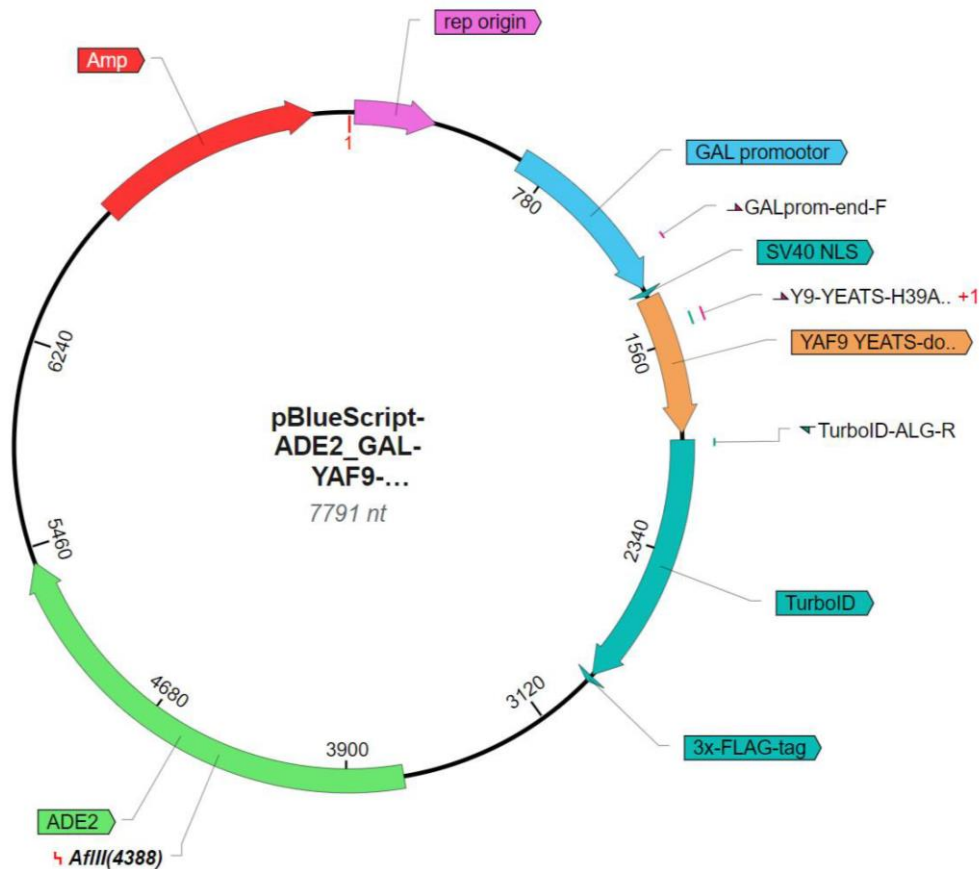 rep origin
Amp
1
GAL promootor
780
GALprom-end-F
SV40 NLS
Y9-YEATS-H39A.. +1
1560
YAF9 YEATS-do..
6240
pBlueScript-
ADE2_GAL-
YAF9-...
7791 nt
TurboID-ALG-R
5460
2340
TurboID
4680
3120
3900
3x-FLAG-tag
ADE2
AflII(4388)